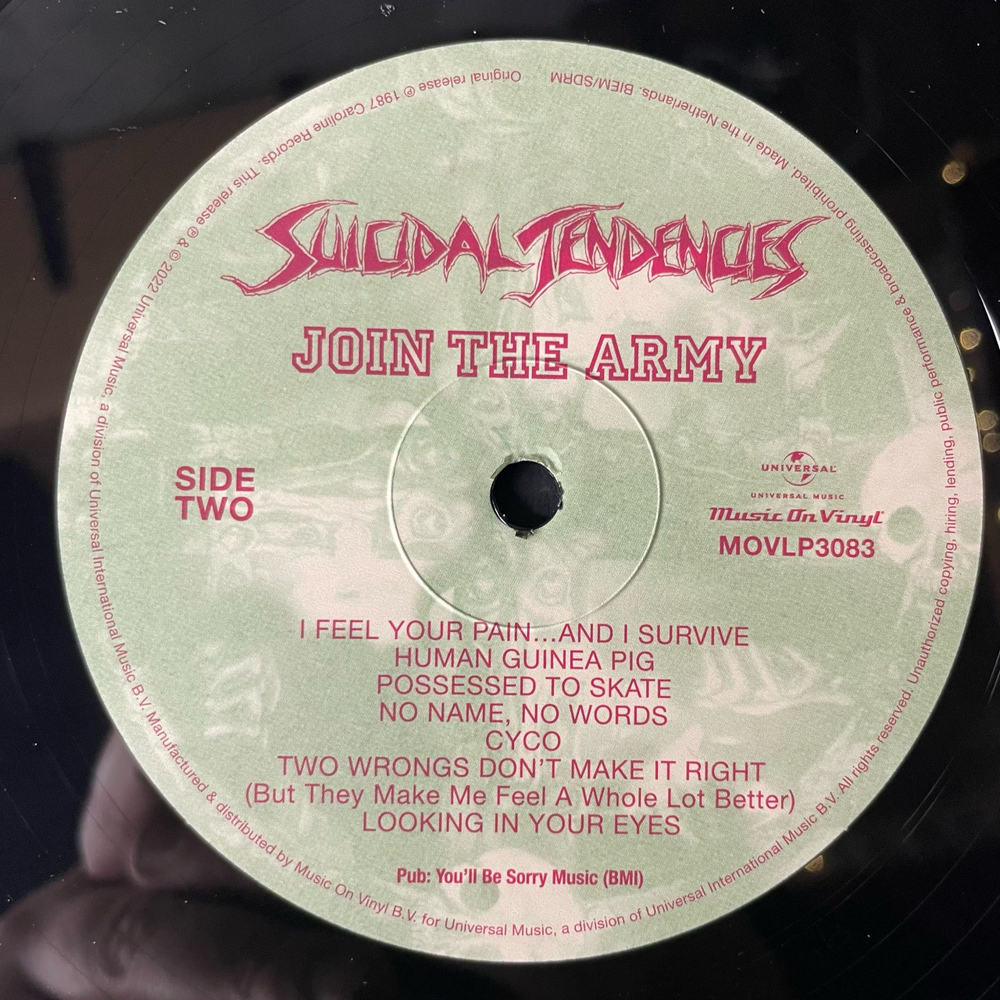 SUICIDAL TENDENCIES
JOIN THE ARMY
SIDE
TWO
UNIVERSAL
UNIVERSAL MUSIC
Music On Vinyl
MOVLP3083
I FEEL YOUR PAIN...AND I SURVIVE
HUMAN GUINEA PIG
POSSESSED TO SKATE
NO NAME, NO WORDS
CYCO
TWO WRONGS DON'T MAKE IT RIGHT
(But They Make Me Feel A Whole Lot Better)
LOOKING IN YOUR EYES
Pub: You'll Be Sorry Music (BMI)
Original release ℗ 1987 Caroline Records. This release ℗ & © 2022 Universal Music, a division of Universal International Music B.V. Manufactured & distributed by Music On Vinyl B.V. for Universal Music, a division of Universal International Music B.V. All rights reserved. Unauthorized copying, hiring, lending, public performance & broadcasting prohibited. Made in the Netherlands. BIEM/SDRM